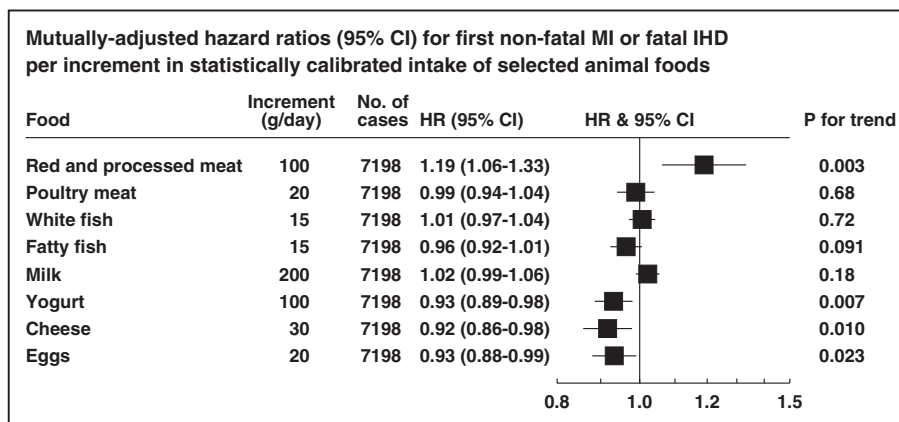 Mutually-adjusted hazard ratios (95% CI) for first non-fatal MI or fatal IHD
per increment in statistically calibrated intake of selected animal foods
Food Increment (g/day) No. of cases HR (95% CI) HR & 95% CI P for trend
Red and processed meat 100 7198 1.19 (1.06-1.33) 0.003
Poultry meat 20 7198 0.99 (0.94-1.04) 0.68
White fish 15 7198 1.01 (0.97-1.04) 0.72
Fatty fish 15 7198 0.96 (0.92-1.01) 0.091
Milk 200 7198 1.02 (0.99-1.06) 0.18
Yogurt 100 7198 0.93 (0.89-0.98) 0.007
Cheese 30 7198 0.92 (0.86-0.98) 0.010
Eggs 20 7198 0.93 (0.88-0.99) 0.023
0.8 1.0 1.2 1.5